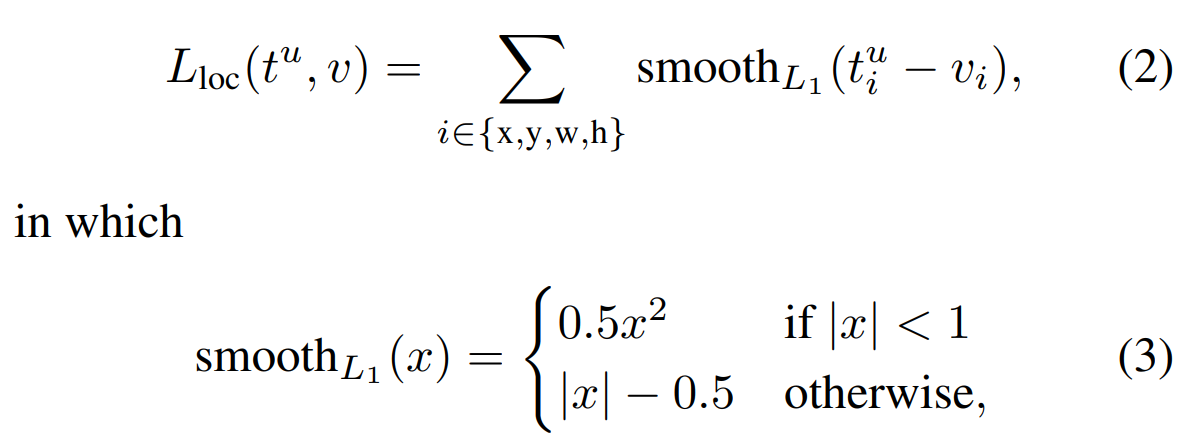 L_loc(t^u, v) = ∑_{i∈{x,y,w,h}} smooth_{L_1}(t_i^u − v_i), (2)
in which
smooth_{L_1}(x) = { 0.5x^2 if |x| < 1
|x| − 0.5 otherwise, (3)